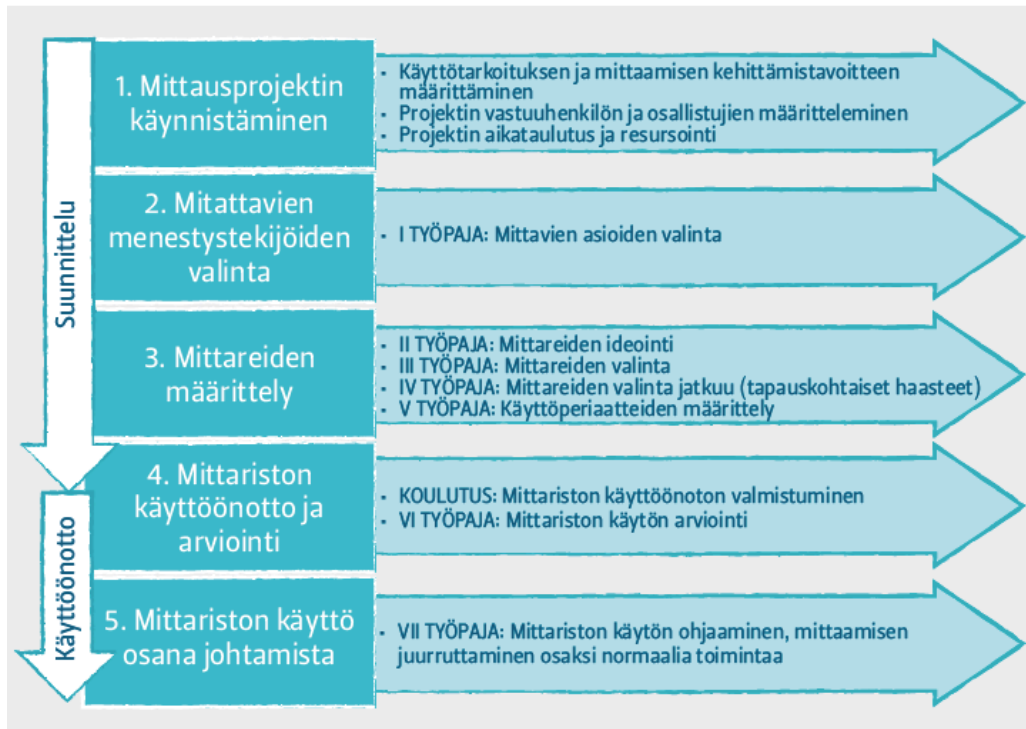 Suunnittelu
1. Mittausprojektin
käynnistäminen
• Käyttötarkoituksen ja mittaamisen kehittämistavoitteen
määrittäminen
• Projektin vastuuhenkilön ja osallistujien määritteleminen
• Projektin aikataulutus ja resursointi
2. Mitattavien
menestystekijöiden
valinta
• I TYÖPAJA: Mittavien asioiden valinta
3. Mittareiden
määrittely
• II TYÖPAJA: Mittareiden ideointi
• III TYÖPAJA: Mittareiden valinta
• IV TYÖPAJA: Mittareiden valinta jatkuu (tapauskohtaiset haasteet)
• V TYÖPAJA: Käyttöperiaatteiden määrittely
Käyttöönotto
4. Mittariston
käyttöönotto ja
arviointi
• KOULUTUS: Mittariston käyttöönoton valmistuminen
• VI TYÖPAJA: Mittariston käytön arviointi
5. Mittariston käyttö
osana johtamista
• VII TYÖPAJA: Mittariston käytön ohjaaminen, mittaamisen
juurruttaminen osaksi normaalia toimintaa